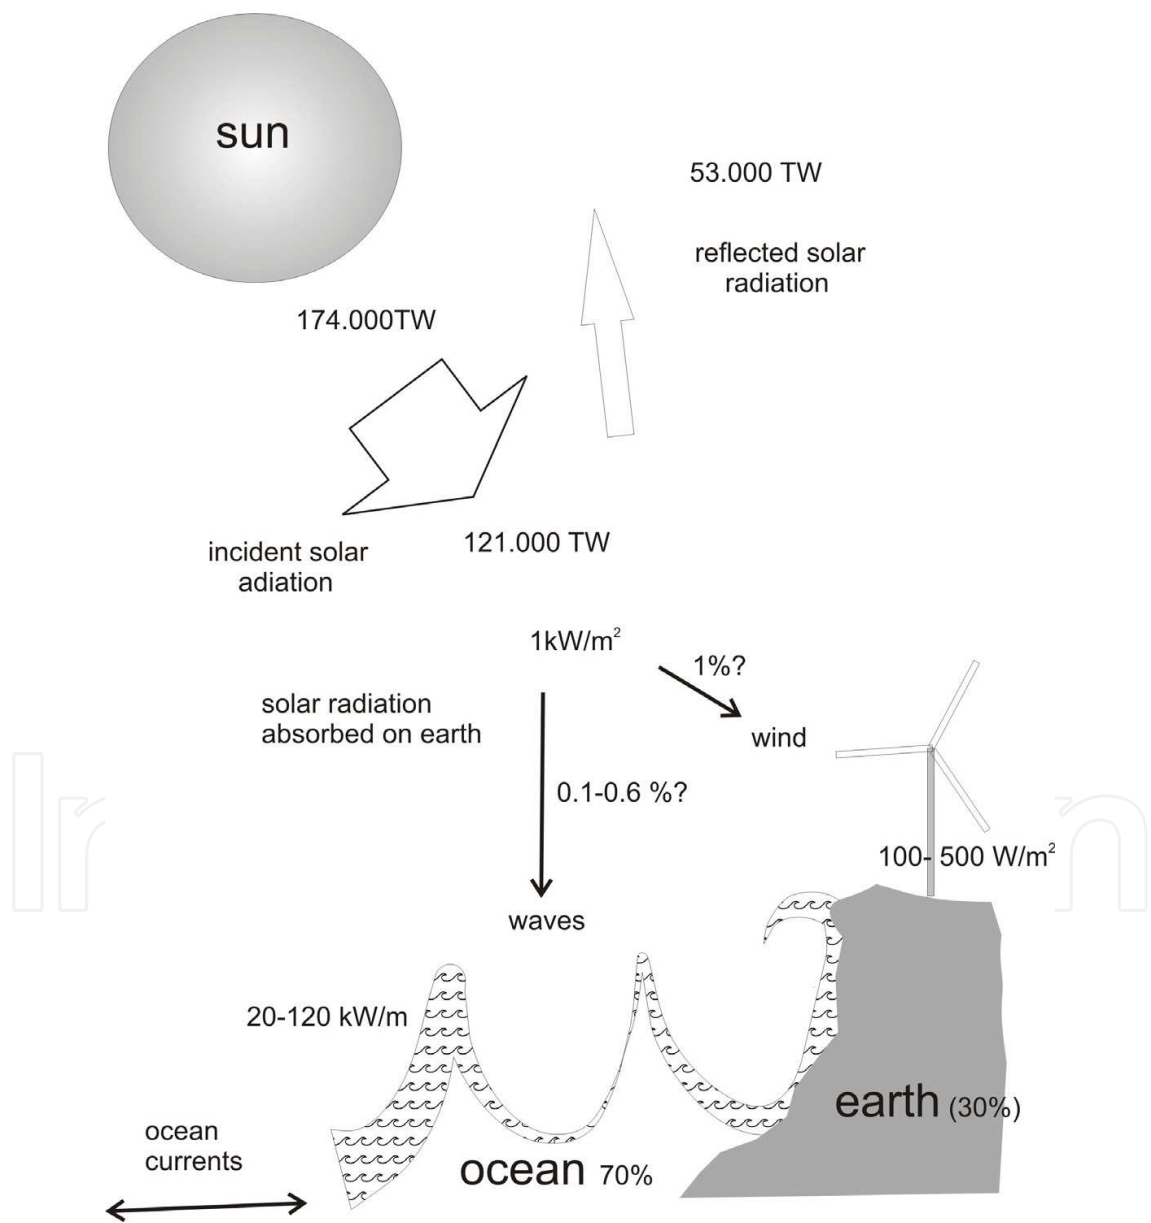 sun
53.000 TW
reflected solar
radiation
174.000TW
incident solar
adiation
121.000 TW
1kW/m²
1%?
solar radiation
absorbed on earth
wind
0.1-0.6 %?
100- 500 W/m²
waves
20-120 kW/m
earth (30%)
ocean
currents
ocean 70%